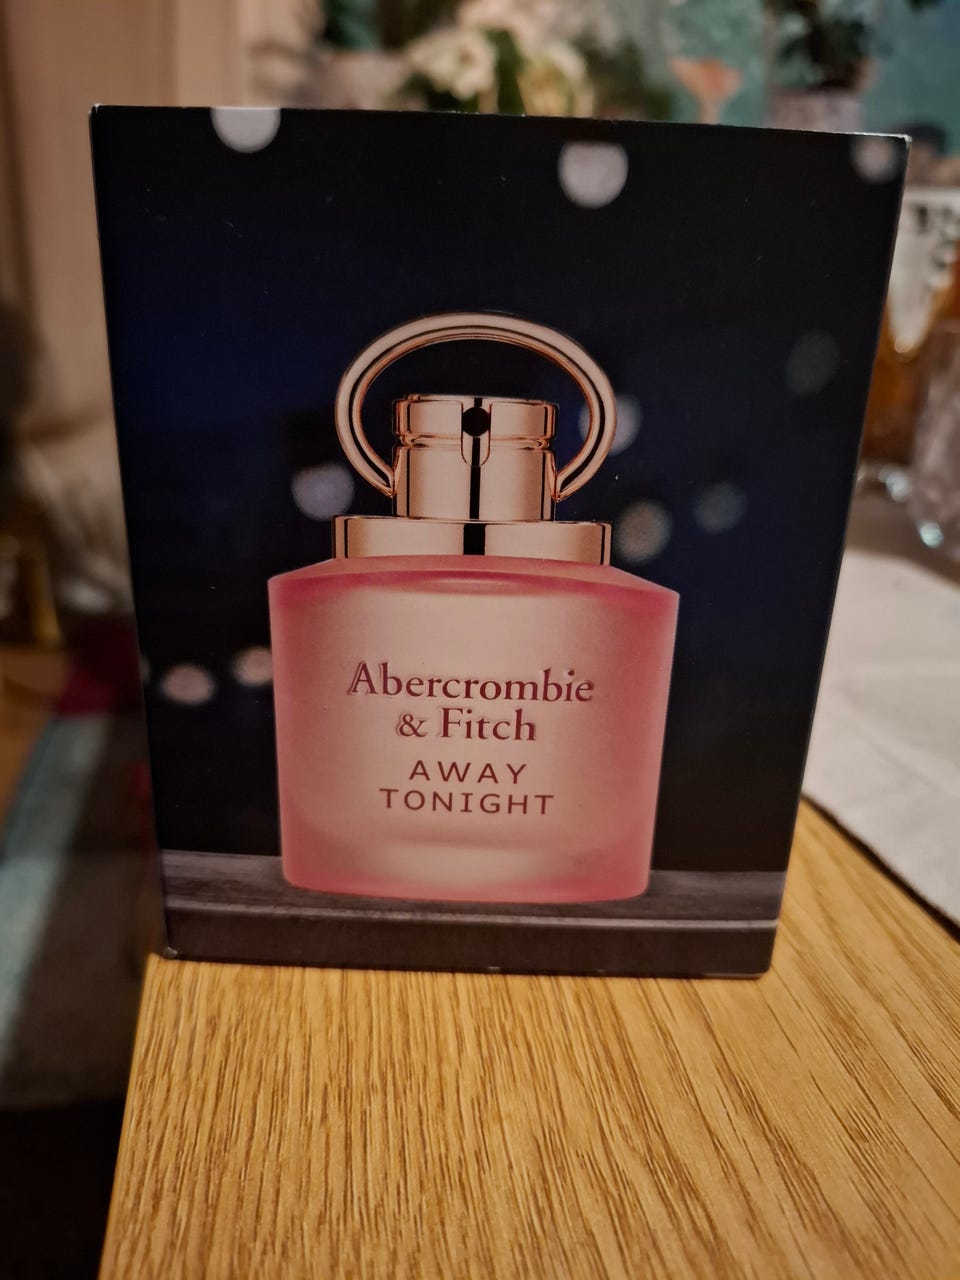 Abercrombie
& Fitch
AWAY
TONIGHT